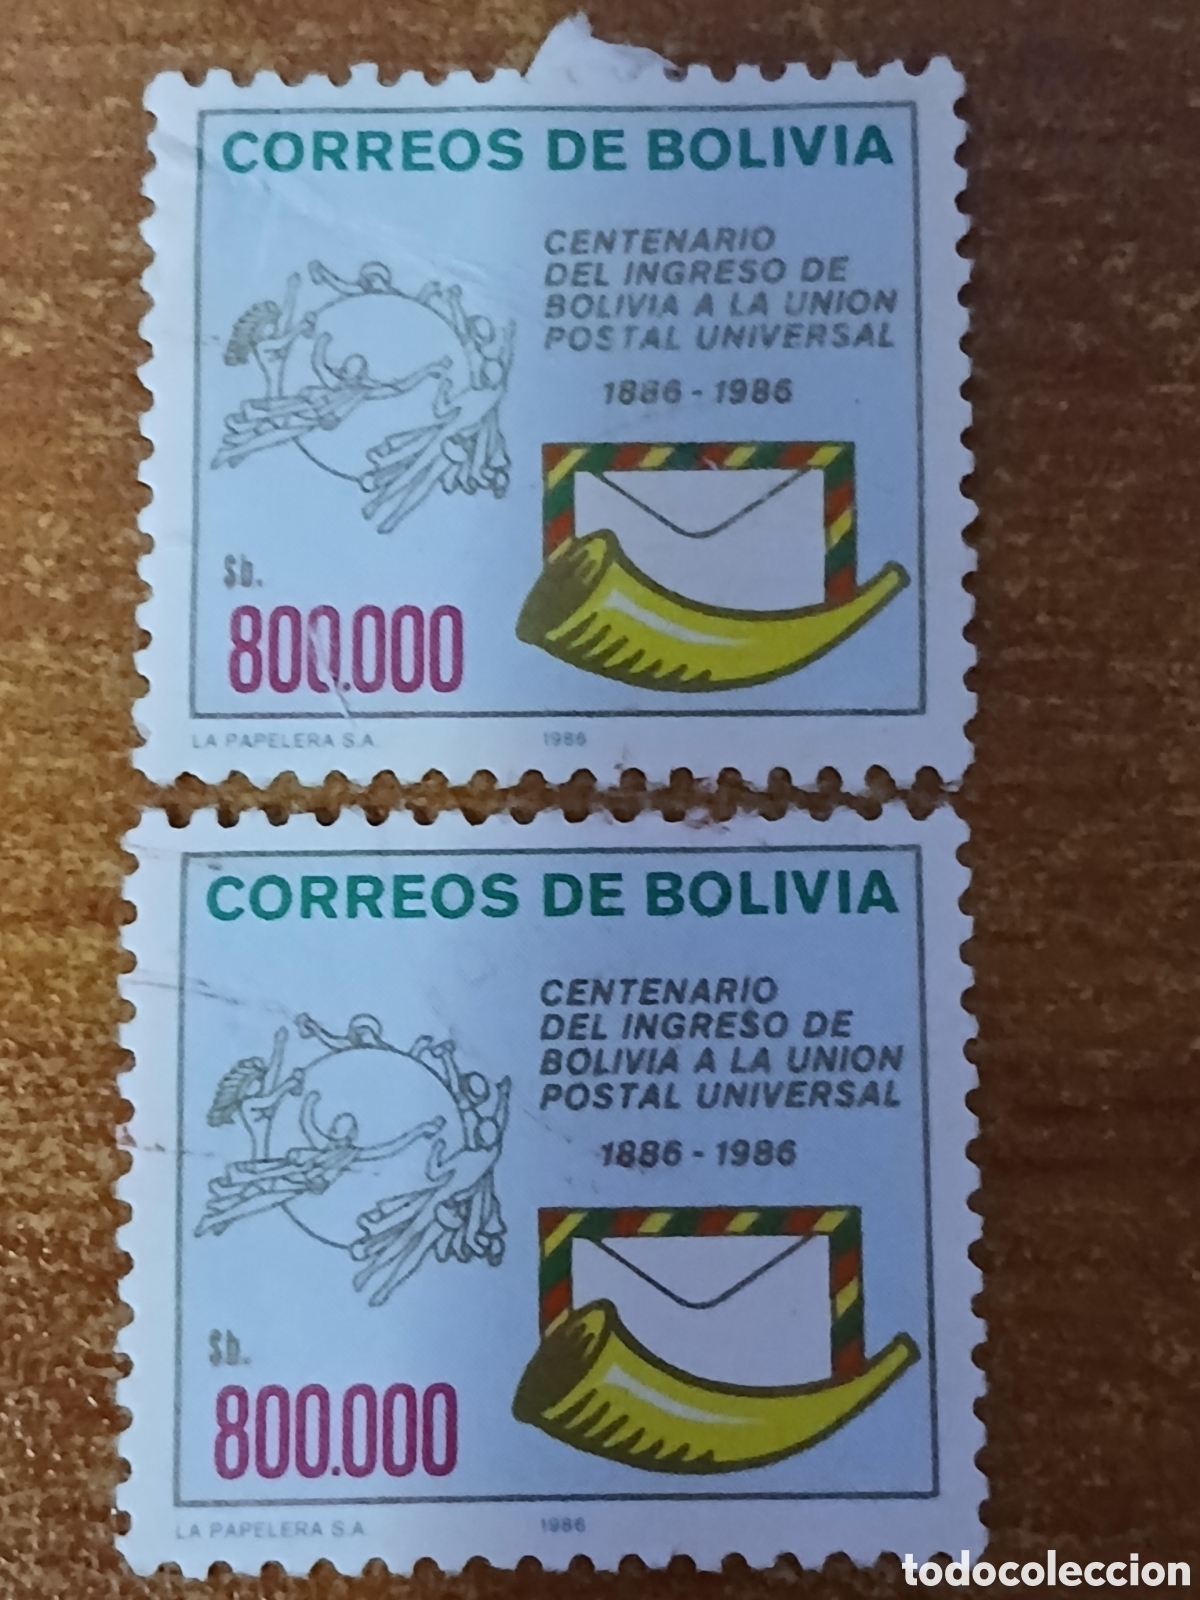 CORREOS DE BOLIVIA
CENTENARIO
DEL INGRESO DE
BOLIVIA A LA UNION
POSTAL UNIVERSAL
1886 - 1986
$b.
800.000
LA PAPELERA S.A.
1986
CORREOS DE BOLIVIA
CENTENARIO
DEL INGRESO DE
BOLIVIA A LA UNION
POSTAL UNIVERSAL
1886 - 1986
$b.
800.000
LA PAPELERA S.A.
1986
todocoleccion